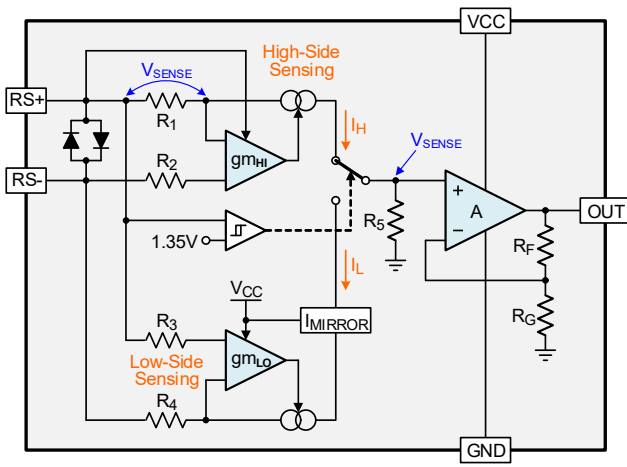 VCC
High-Side
Sensing
VSENSE
RS+
R1
IH
gmHI
R2
RS-
VSENSE
+
A
−
OUT
R5
RF
1.35V
IL
VCC
RG
IMIRROR
R3
gmLO
Low-Side
Sensing
R4
GND